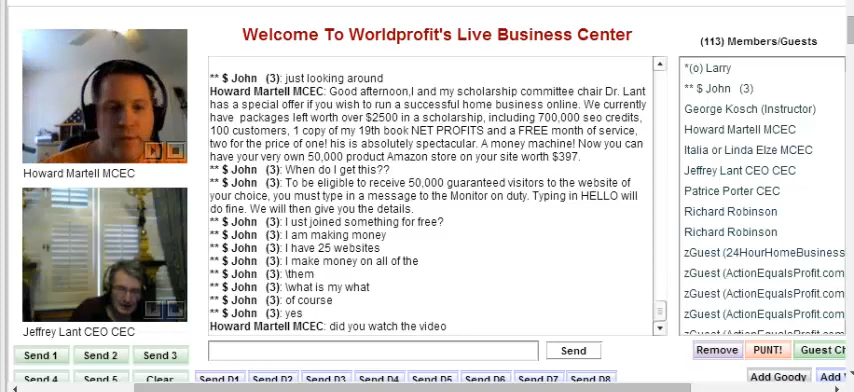 Welcome To Worldprofit's Live Business Center
(113) Members/Guests
Howard Martell MCEC
Jeffrey Lant CEO CEC
** $ John (3): just looking around
Howard Martell MCEC: Good afternoon,I and my scholarship committee chair Dr. Lant
has a special offer if you wish to run a successful home business online. We currently
have packages left worth over $2500 in a scholarship, including 700,000 seo credits,
100 customers, 1 copy of my 19th book NET PROFITS and a FREE month of service,
two for the price of one! his is absolutely spectacular. A money machine! Now you can
have your very own 50,000 product Amazon store on your site worth $397.
** $ John (3): When do I get this??
** $ John (3): To be eligible to receive 50,000 guaranteed visitors to the website of
your choice, you must type in a message to the Monitor on duty. Typing in HELLO will
do fine. We will then give you the details.
** $ John (3): I ust joined something for free?
** $ John (3): I am making money
** $ John (3): I have 25 websites
** $ John (3): I make money on all of the
** $ John (3): \them
** $ John (3): \what is my what
** $ John (3): of course
** $ John (3): yes
Howard Martell MCEC: did you watch the video
*(o) Larry
** $ John (3)
George Kosch (Instructor)
Howard Martell MCEC
Italia or Linda Elze MCEC
Jeffrey Lant CEO CEC
Patrice Porter CEC
Richard Robinson
Richard Robinson
zGuest (24HourHomeBusiness
zGuest (ActionEqualsProfit.com
zGuest (ActionEqualsProfit.com
zGuest (ActionEqualsProfit.com
zGuest (ActionEqualsProfit.com
Send 1 Send 2 Send 3
Send
Remove PUNT! Guest Ch
Send 4 Send 5 Clear
Send D1 Send D2 Send D3 Send D4 Send D5 Send D6 Send D7 Send D8
Add Goody Add